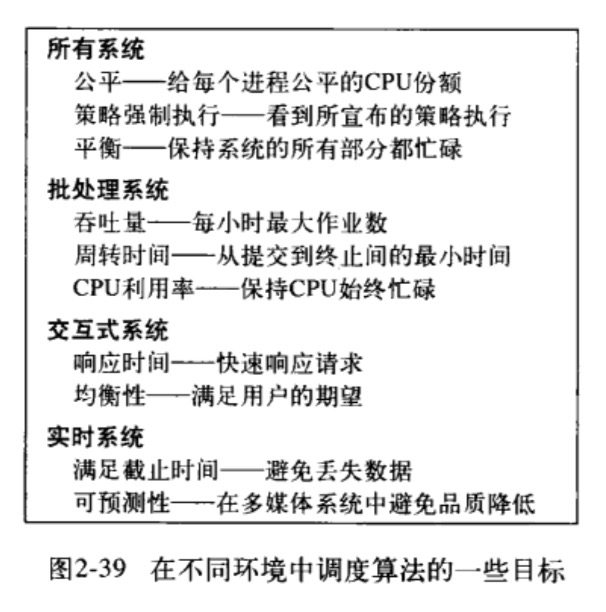 所有系统
公平——给每个进程公平的CPU份额
策略强制执行——看到所宣布的策略执行
平衡——保持系统的所有部分都忙碌
批处理系统
吞吐量——每小时最大作业数
周转时间——从提交到终止间的最小时间
CPU利用率——保持CPU始终忙碌
交互式系统
响应时间——快速响应请求
均衡性——满足用户的期望
实时系统
满足截止时间——避免丢失数据
可预测性——在多媒体系统中避免品质降低
图2-39 在不同环境中调度算法的一些目标